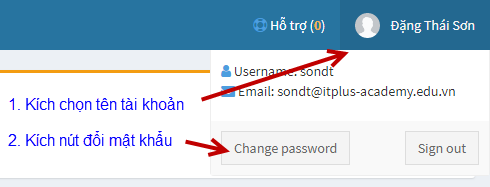 Hỗ trợ (0) Đặng Thái Sơn
Username: sondt
Email: sondt@itplus-academy.edu.vn
1. Kích chọn tên tài khoản
2. Kích nút đổi mật khẩu
Change password Sign out